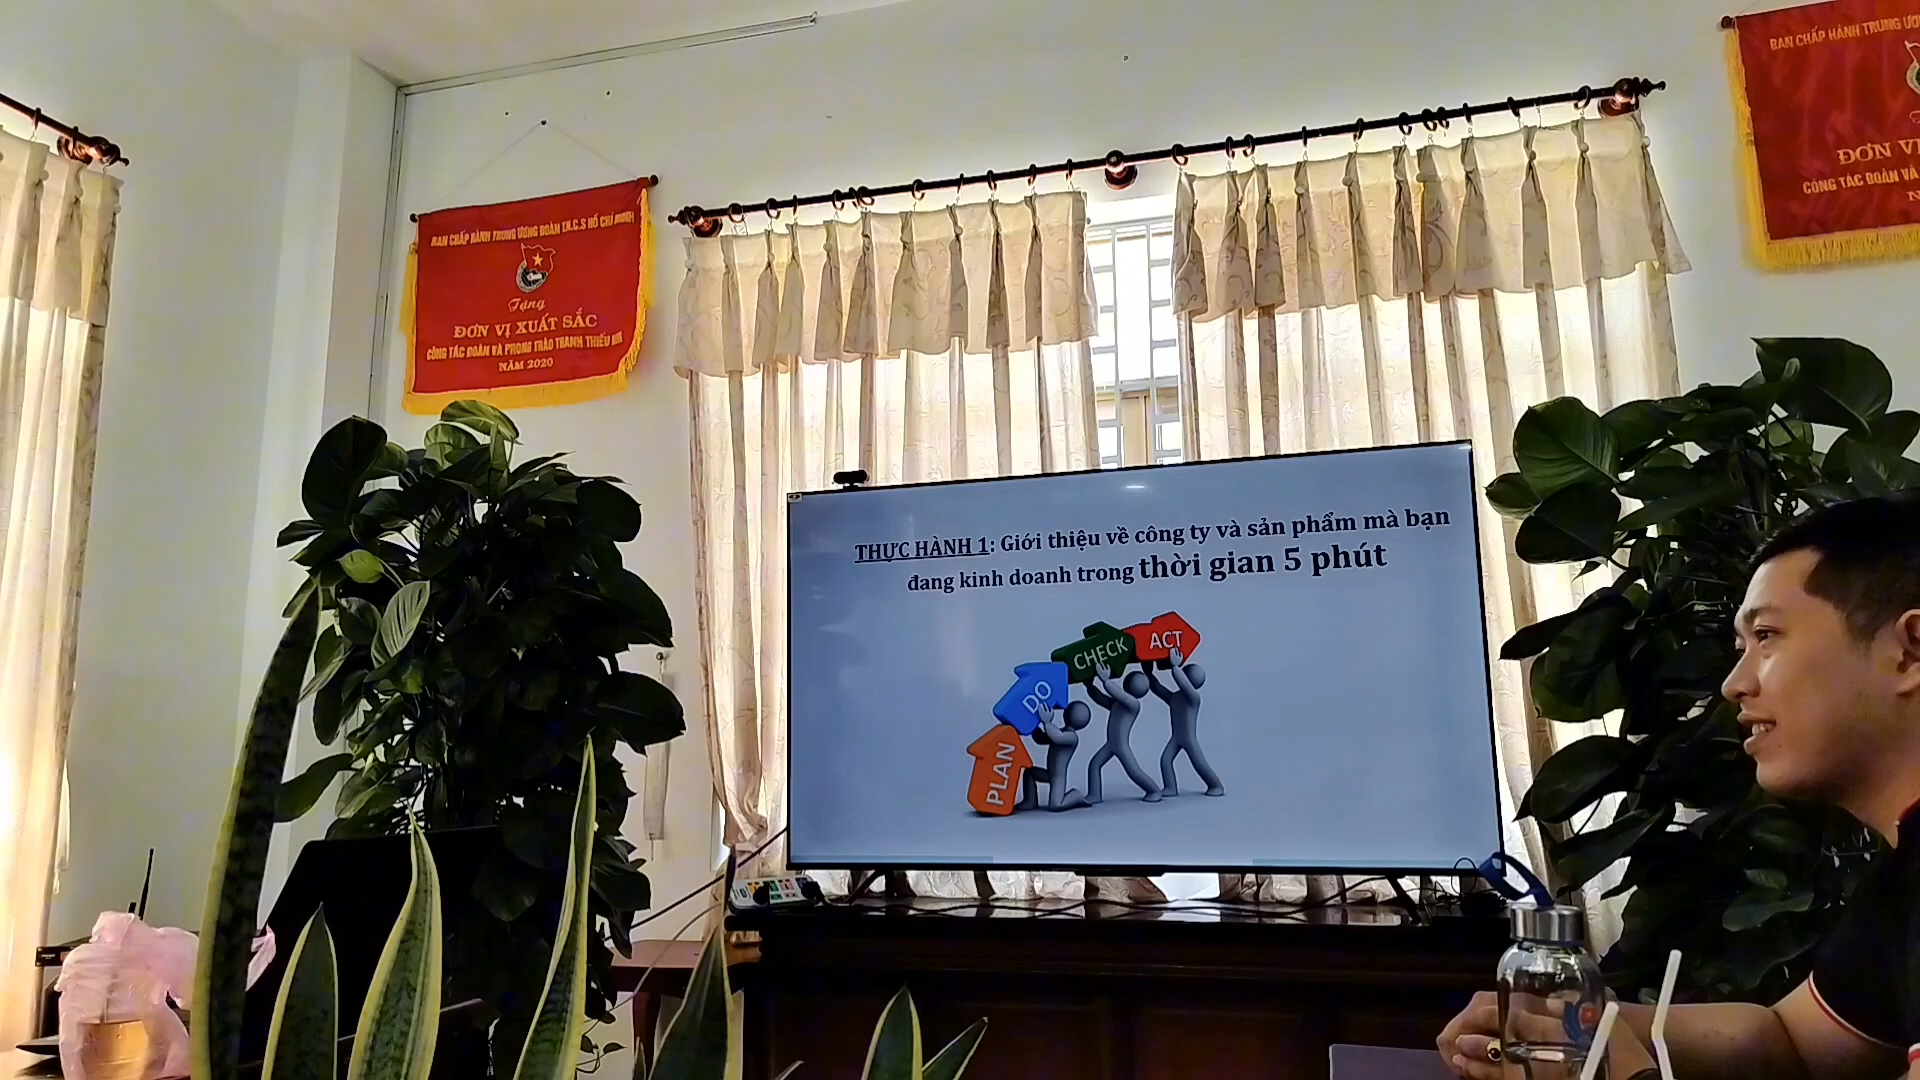 BAN CHẤP HÀNH TRUNG ƯƠNG ĐOÀN T.N.C.S HỒ CHÍ MINH
Tặng
ĐƠN VỊ XUẤT SẮC
CÔNG TÁC ĐOÀN VÀ PHONG TRÀO THANH THIẾU NHI
NĂM 2020
BAN CHẤP HÀNH TRUNG
ĐƠN
CÔNG TÁC ĐOÀN VÀ
THỰC HÀNH 1: Giới thiệu về công ty và sản phẩm mà bạn
đang kinh doanh trong thời gian 5 phút
PLAN
DO
CHECK
ACT